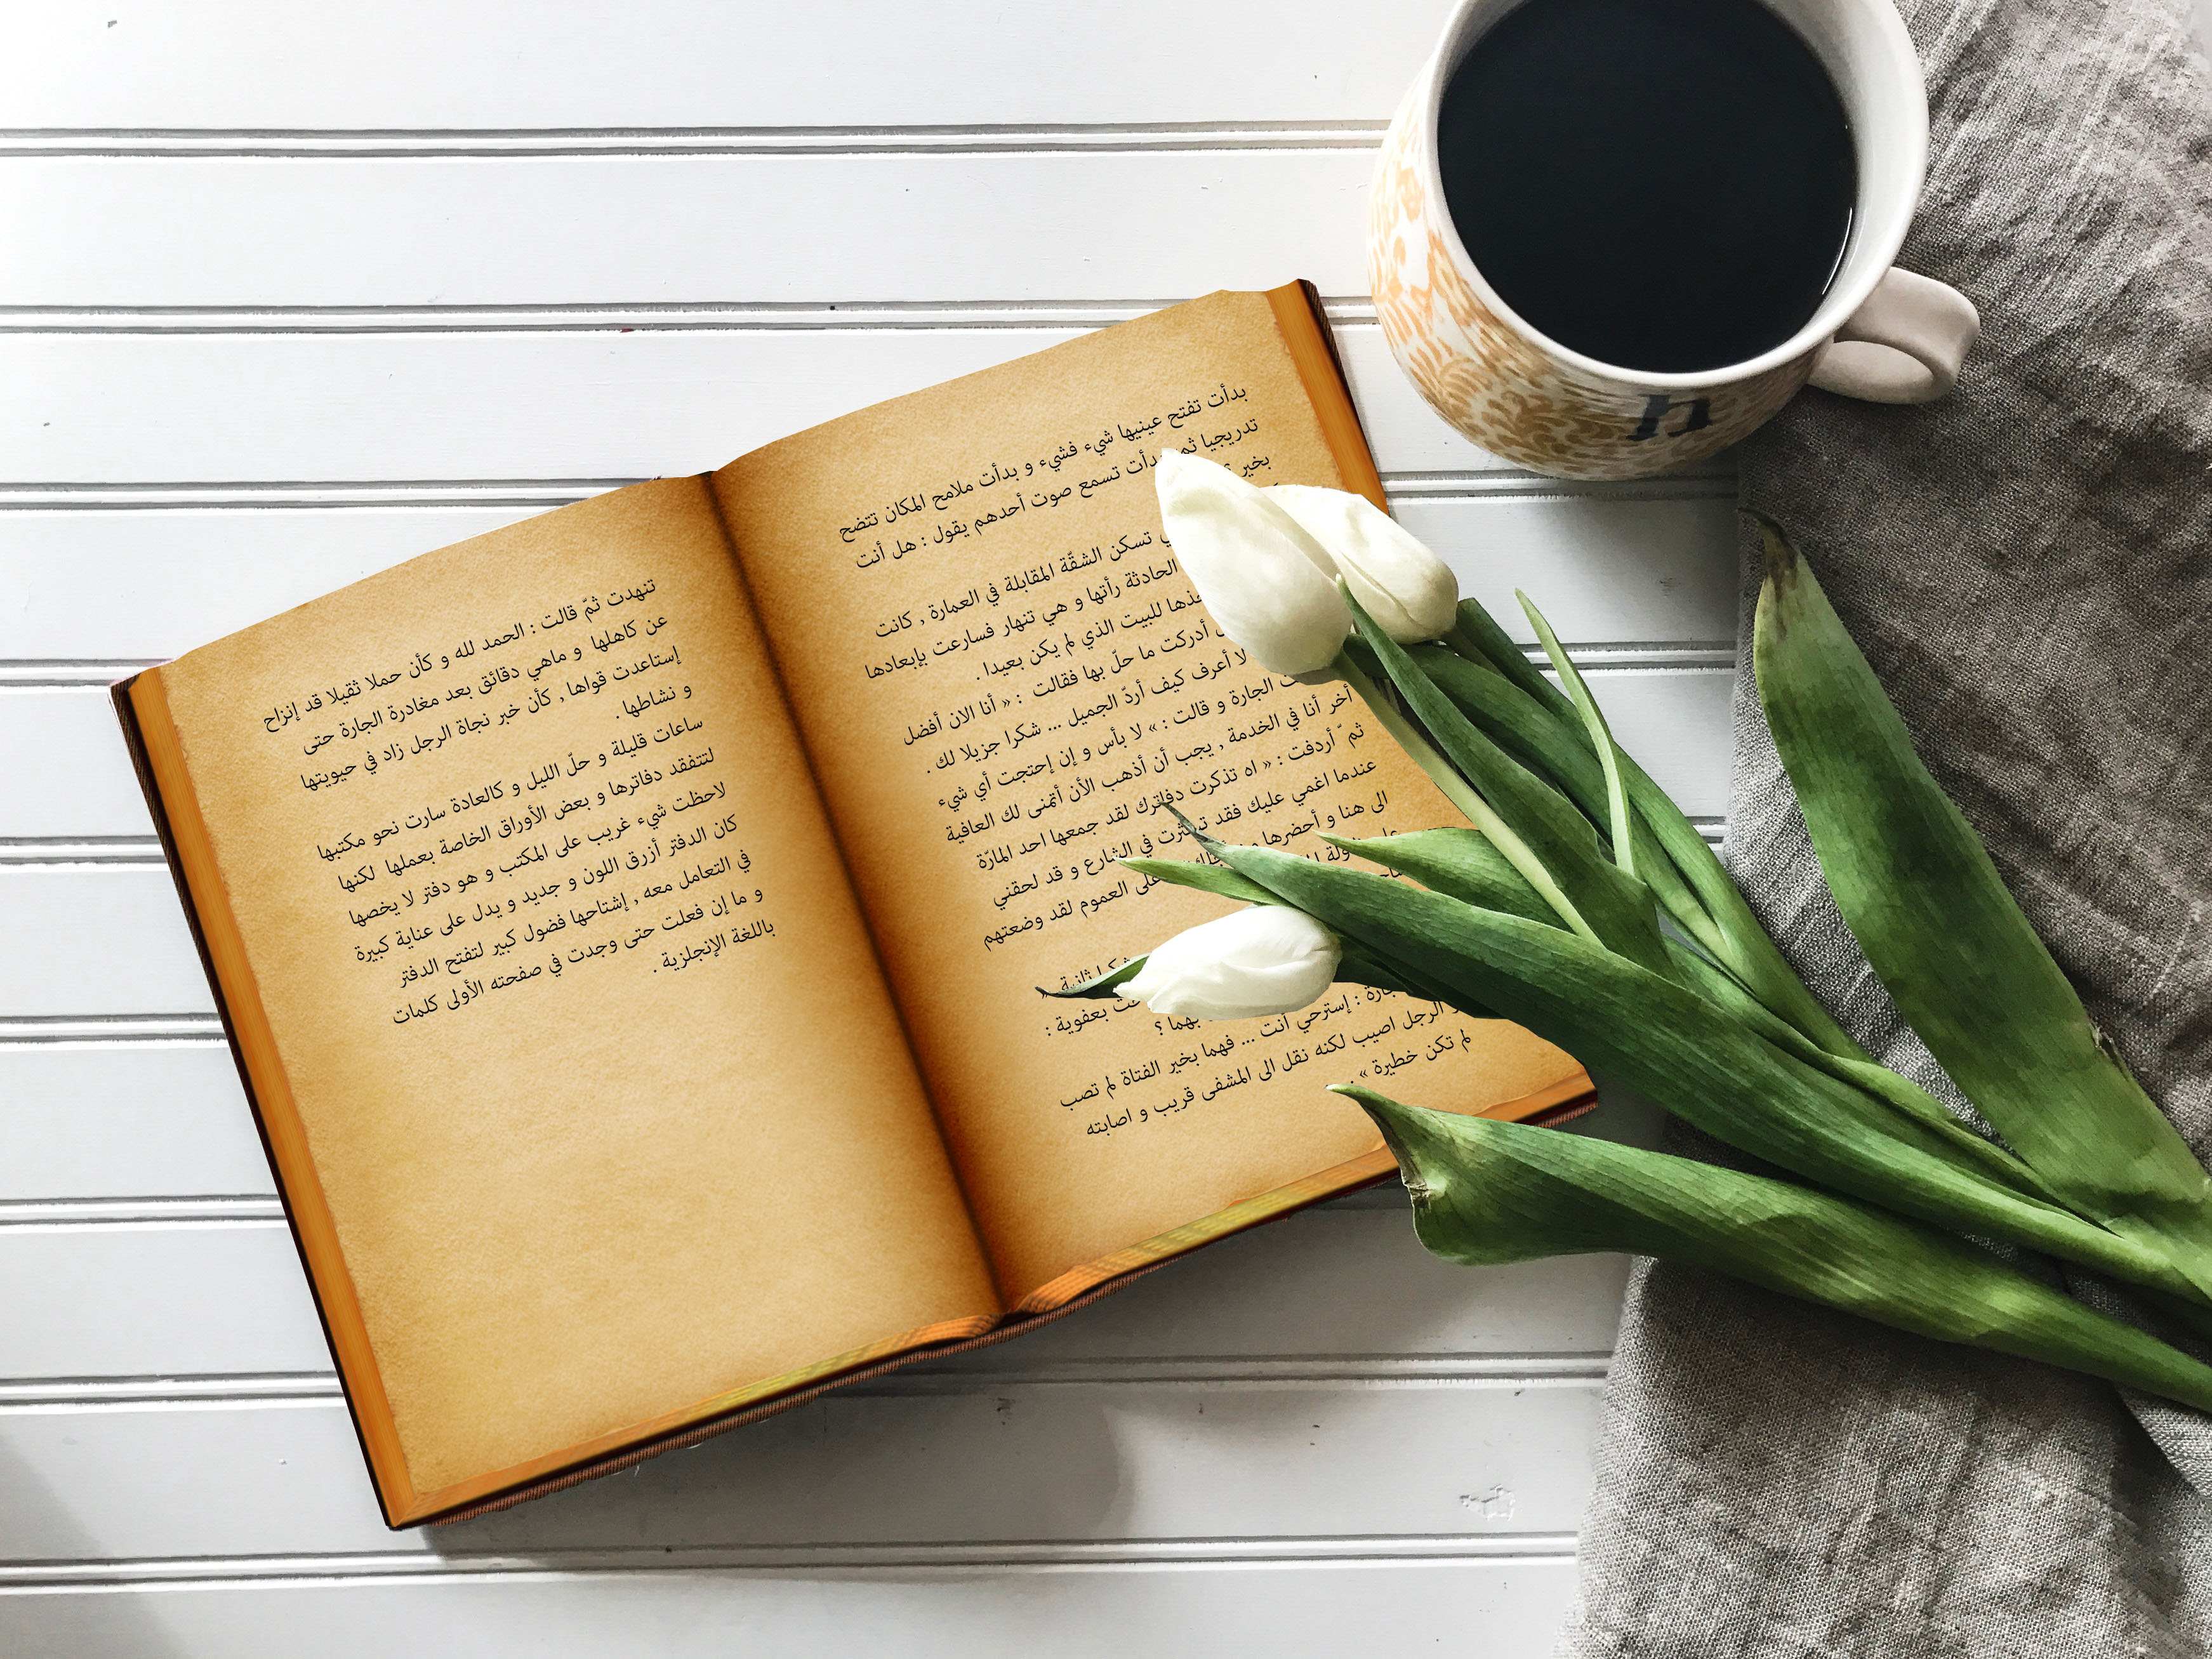 بدأت تفتح عينيها شيء فشيء و بدأت ملامح المكان تتضح
تدريجيا ثم بدأت تسمع صوت أحدهم يقول : هل أنت
بخير
تسكن الشقّة المقابلة في العمارة , كانت
الحادثة رأتها و هي تنهار فسارعت بإبعادها
للبيت الذي لم يكن بعيدا .
أدركت ما حلّ بها فقالت : « أنا الان أفضل
لا أعرف كيف أردّ الجميل ... شكرا جزيلا لك .
الجارة و قالت : » لا بأس و إن إحتجت أي شيء
أخر أنا في الخدمة , يجب أن أذهب الأن أتمنى لك العافية
ثم ّ أردفت : « اه تذكرت دفاترك لقد جمعها احد المارّة
عندما اغمي عليك فقد تبعثرت في الشارع و قد لحقني
الى هنا و أحضرها على العموم لقد وضعتهم
ثانية »
بعفوية :
بهما ؟
: إسترحي أنت ... فهما بخير الفتاة لم تصب
الرجل اصيب لكنه نقل الى المشفى قريب و اصابته
لم تكن خطيرة » .
تنهدت ثمّ قالت : الحمد لله و كأن حملا ثقيلا قد إنزاح
عن كاهلها و ماهي دقائق بعد مغادرة الجارة حتى
إستاعدت قواها , كأن خبر نجاة الرجل زاد في حيويتها
و نشاطها .
ساعات قليلة و حلّ الليل و كالعادة سارت نحو مكتبها
لتتفقد دفاترها و بعض الأوراق الخاصة بعملها لكنها
لاحظت شيء غريب على المكتب و هو دفتر لا يخصها
كان الدفتر أزرق اللون و جديد و يدل على عناية كبيرة
في التعامل معه , إشتاحها فضول كبير لتفتح الدفتر
و ما إن فعلت حتى وجدت في صفحته الأولى كلمات
باللغة الإنجلزية .
h